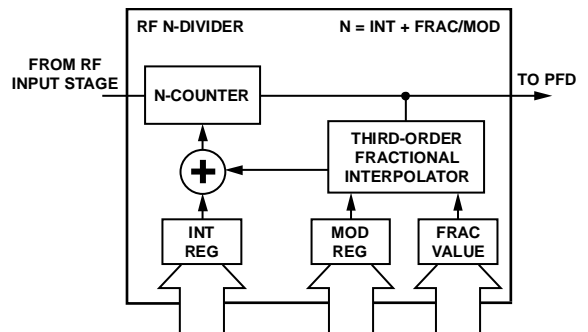 RF N-DIVIDER
N = INT + FRAC/MOD
FROM RF
INPUT STAGE
N-COUNTER
TO PFD
THIRD-ORDER
FRACTIONAL
INTERPOLATOR
+
INT
REG
MOD
REG
FRAC
VALUE